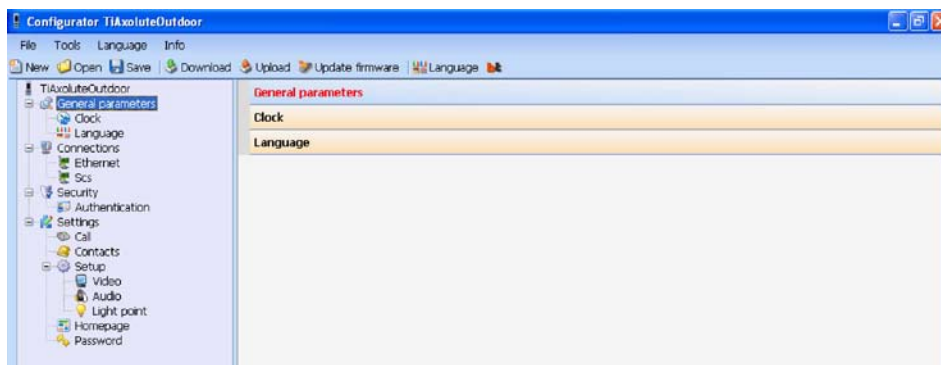 Configurator TiAxoluteOutdoor
File Tools Language Info
New Open Save Download Upload Update firmware Language
TiAxoluteOutdoor
General parameters
Clock
Language
Connections
Ethernet
Scs
Security
Authentication
Settings
Call
Contacts
Setup
Video
Audio
Light point
Homepage
Password
General parameters
Clock
Language